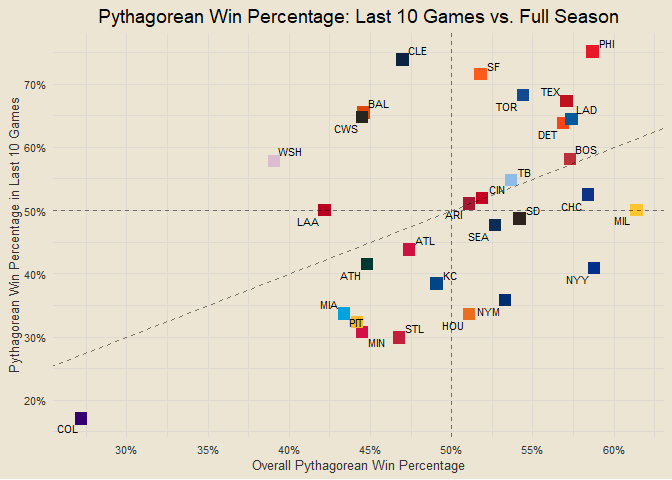 Pythagorean Win Percentage: Last 10 Games vs. Full Season
PHI
CLE
SF
70%
TEX
BAL
TOR
LAD
CWS
DET
60%
WSH
BOS
TB
CIN
CHC
50%
ARI
SD
LAA
MIL
SEA
ATL
40%
ATH
KC
NYY
MIA
NYM
PIT
HOU
STL
30%
MIN
20%
COL
30%
35%
40%
45%
50%
55%
60%
Overall Pythagorean Win Percentage
Pythagorean Win Percentage in Last 10 Games